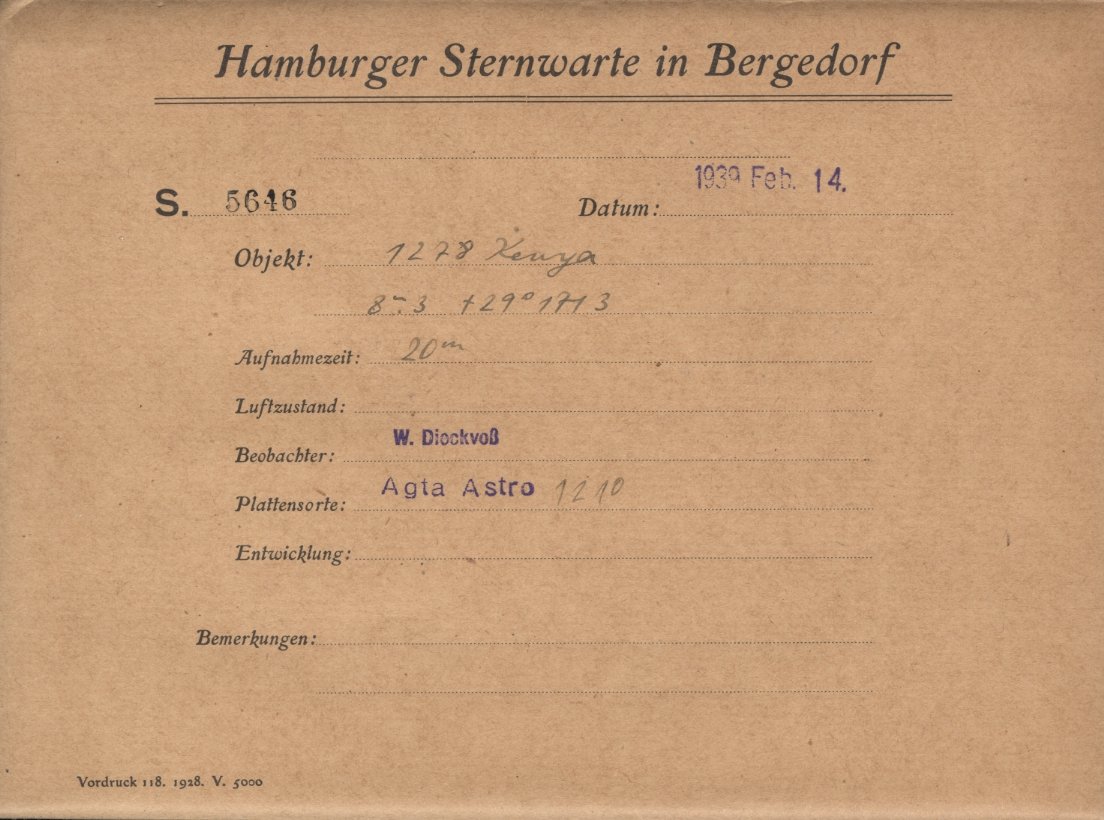 Hamburger Sternwarte in Bergedorf
S. 5646
Datum: 1939 Feb. 14.
Objekt: 1278 Kenya
8m.3 +29° 1713
Aufnahmezeit: 20m
Luftzustand:
Beobachter: W. Dieckvoß
Plattensorte: Agfa Astro 1210
Entwicklung:
Bemerkungen:
Vordruck 118. 1928. V. 5000